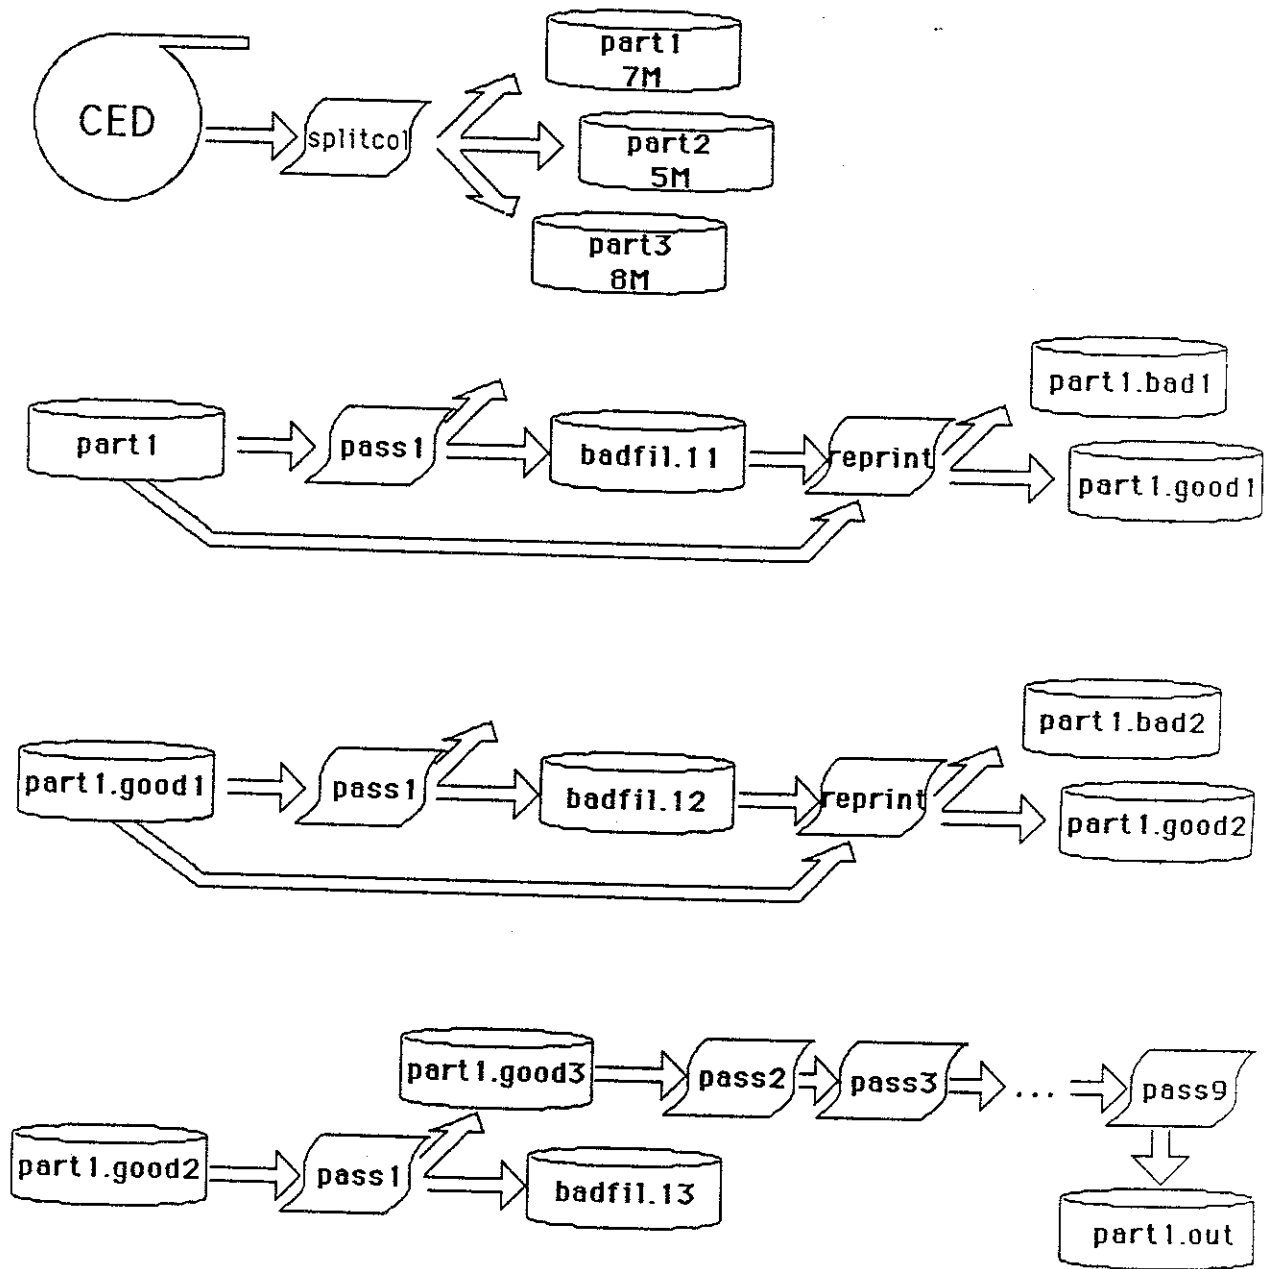 part1
7M
CED
splitcol
part2
5M
part3
8M
part1.bad1
part1
pass1
badfil.11
reprint
part1.good1
part1.bad2
part1.good1
pass1
badfil.12
reprint
part1.good2
part1.good3
pass2
pass3
...
pass9
part1.good2
pass1
badfil.13
part1.out